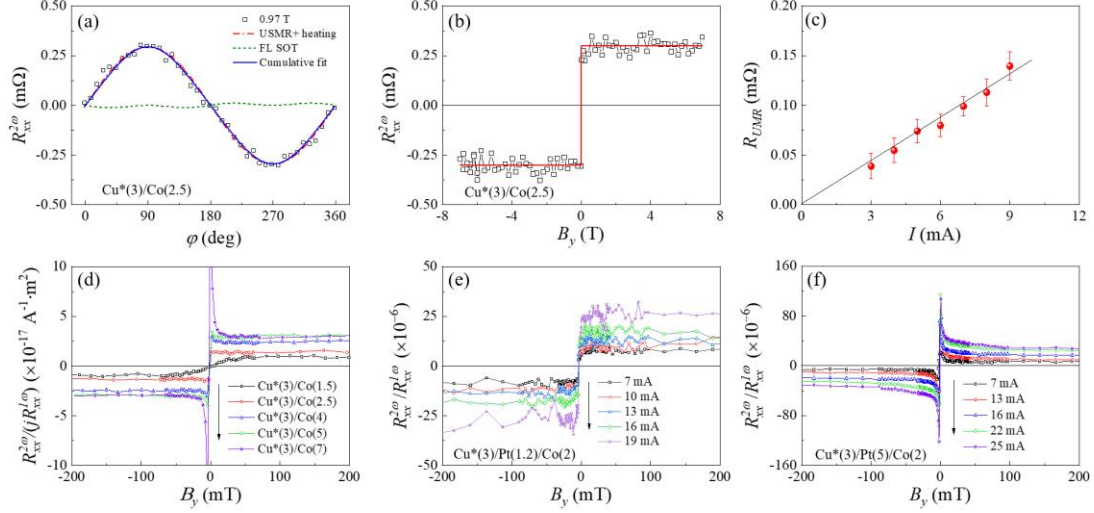 (a)
0.97 T
USMR+ heating
FL SOT
Cumulative fit
Cu*(3)/Co(2.5)
R_xx^2ω (mΩ)
0.50
0.25
0.00
-0.25
-0.50
0 90 180 270 360
φ (deg)
(b)
Cu*(3)/Co(2.5)
R_xx^2ω (mΩ)
0.50
0.25
0.00
-0.25
-0.50
-4 0 4 8
B_y (T)
(c)
R_UMR (mΩ)
0.20
0.15
0.10
0.05
0.00
0 3 6 9 12
I (mA)
(d)
R_xx^2ω/(jR_xx^1ω) (×10^-17 A^-1·m^2)
10
5
0
-5
-10
Cu*(3)/Co(1.5)
Cu*(3)/Co(2.5)
Cu*(3)/Co(4)
Cu*(3)/Co(5)
Cu*(3)/Co(7)
-200 -100 0 100 200
B_y (mT)
(e)
R_xx^2ω/R_xx^1ω (×10^-6)
50
25
0
-25
-50
7 mA
10 mA
13 mA
16 mA
19 mA
Cu*(3)/Pt(1.2)/Co(2)
-200 -100 0 100 200
B_y (mT)
(f)
R_xx^2ω/R_xx^1ω (×10^-6)
160
80
0
-80
-160
7 mA
13 mA
16 mA
22 mA
25 mA
Cu*(3)/Pt(5)/Co(2)
-200 -100 0 100 200
B_y (mT)